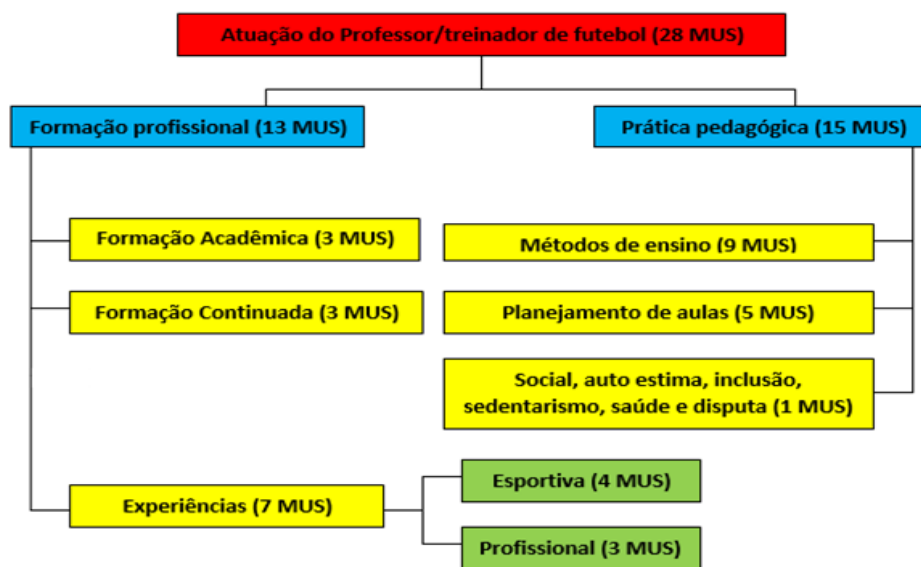 Atuação do Professor/treinador de futebol (28 MUS)
Formação profissional (13 MUS)
Prática pedagógica (15 MUS)
Formação Acadêmica (3 MUS)
Métodos de ensino (9 MUS)
Formação Continuada (3 MUS)
Planejamento de aulas (5 MUS)
Social, auto estima, inclusão,
sedentarismo, saúde e disputa (1 MUS)
Esportiva (4 MUS)
Experiências (7 MUS)
Profissional (3 MUS)